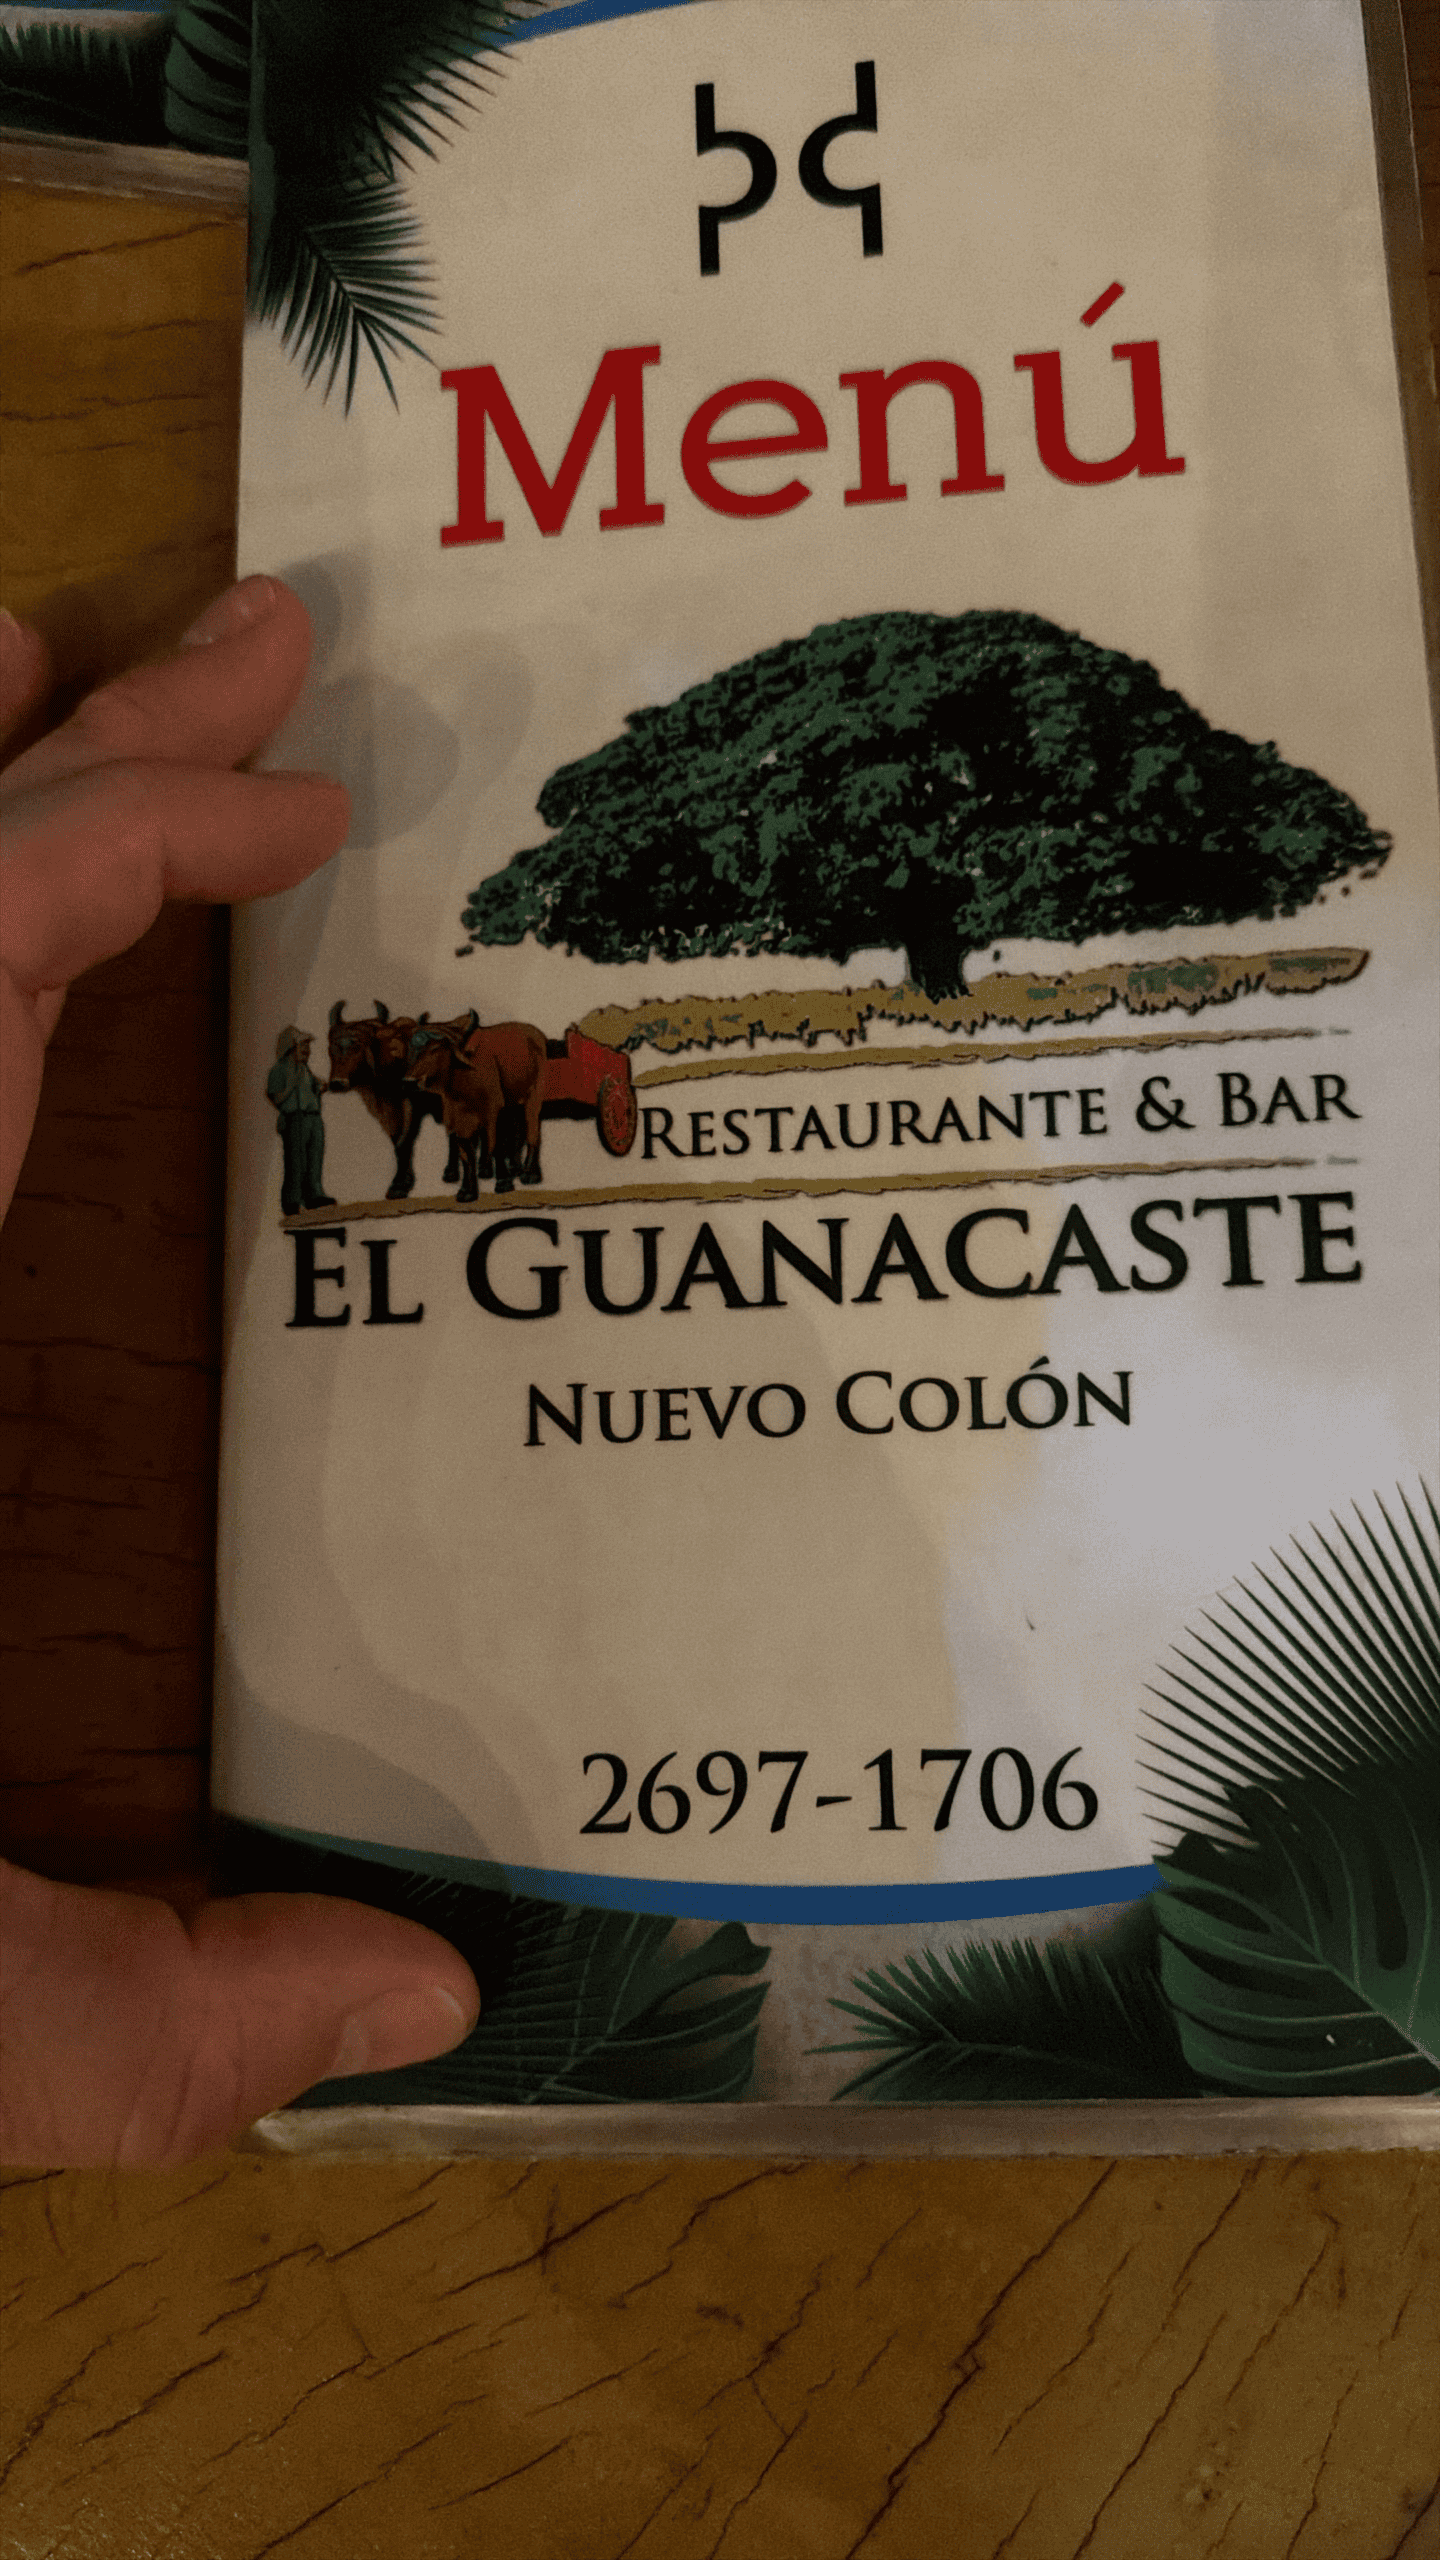 Menú
RESTAURANTE & BAR
EL GUANACASTE
NUEVO COLÓN
2697-1706